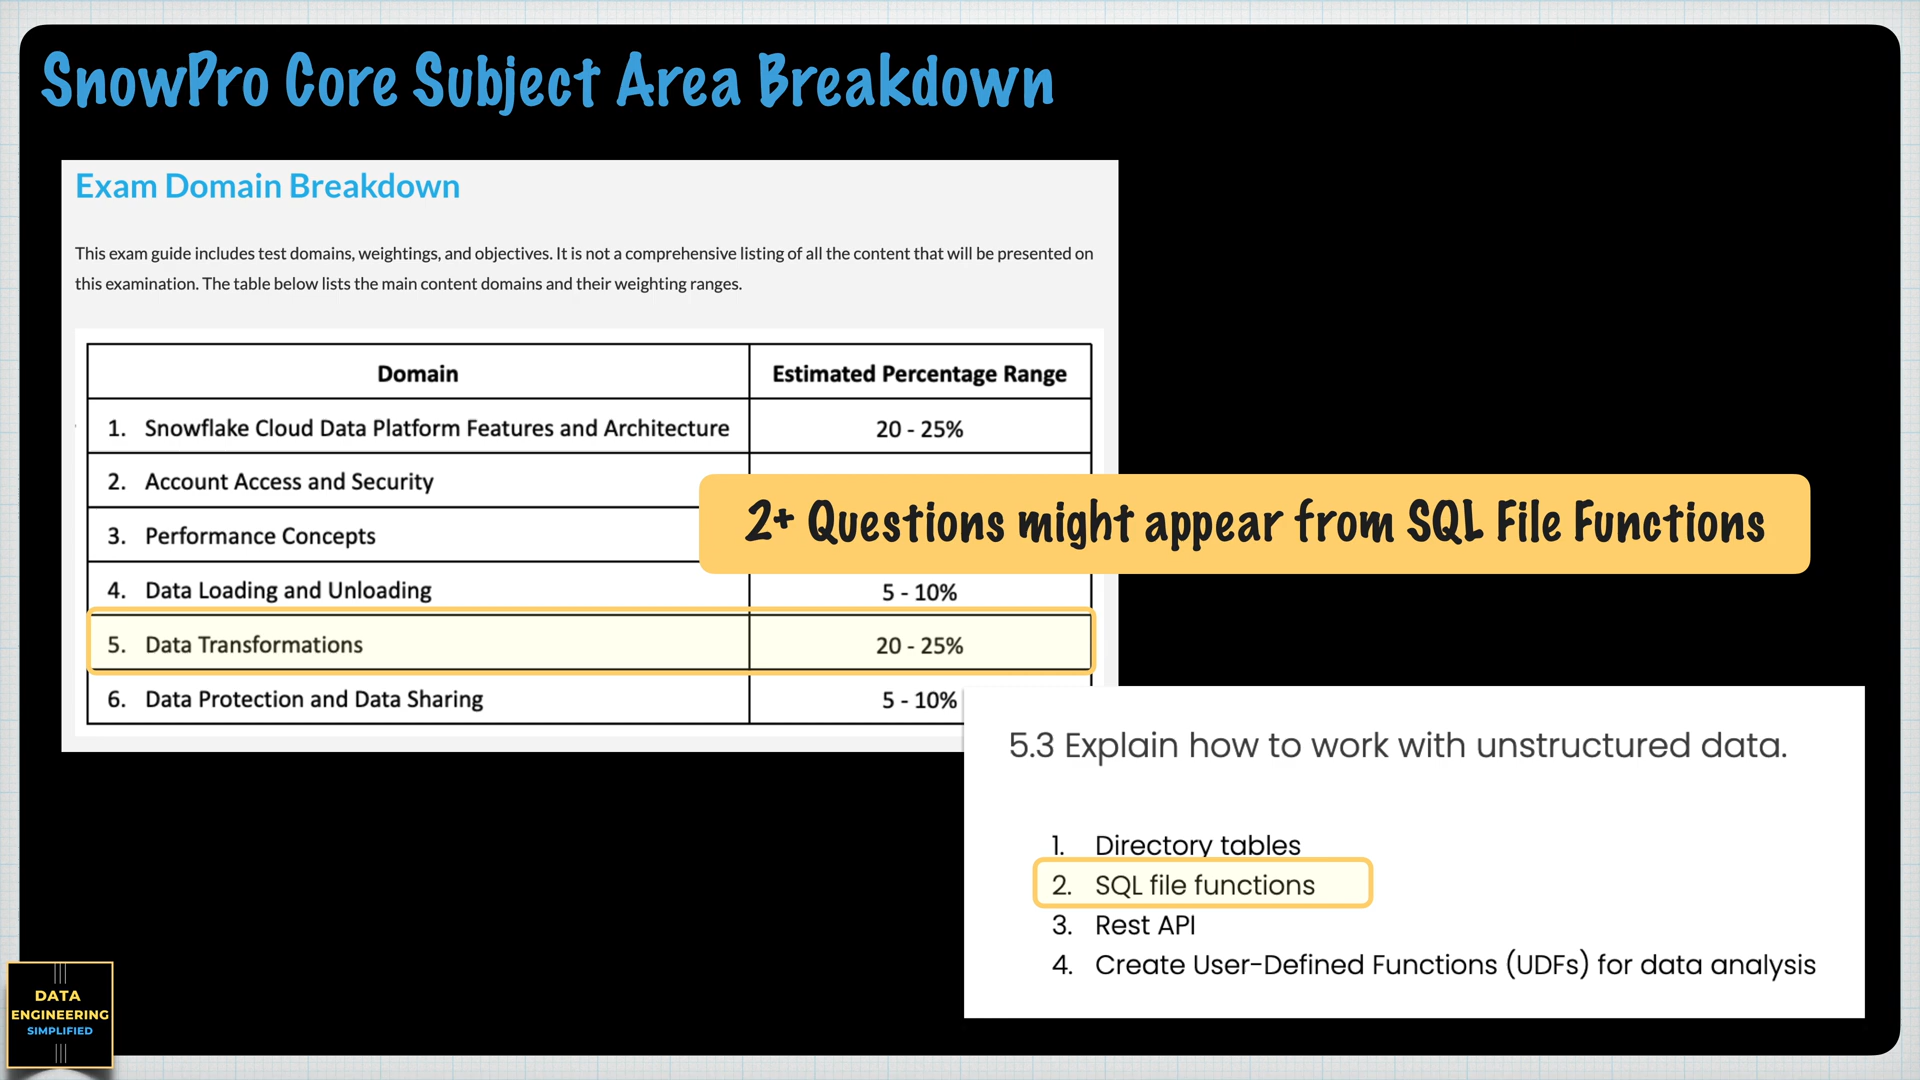 SnowPro Core Subject Area Breakdown
Exam Domain Breakdown
This exam guide includes test domains, weightings, and objectives. It is not a comprehensive listing of all the content that will be presented on
this examination. The table below lists the main content domains and their weighting ranges.
Domain Estimated Percentage Range
1. Snowflake Cloud Data Platform Features and Architecture 20 - 25%
2. Account Access and Security
2+ Questions might appear from SQL File Functions
3. Performance Concepts
4. Data Loading and Unloading 5 - 10%
5. Data Transformations 20 - 25%
6. Data Protection and Data Sharing 5 - 10%
5.3 Explain how to work with unstructured data.
1. Directory tables
2. SQL file functions
3. Rest API
4. Create User-Defined Functions (UDFs) for data analysis
DATA
ENGINEERING
SIMPLIFIED